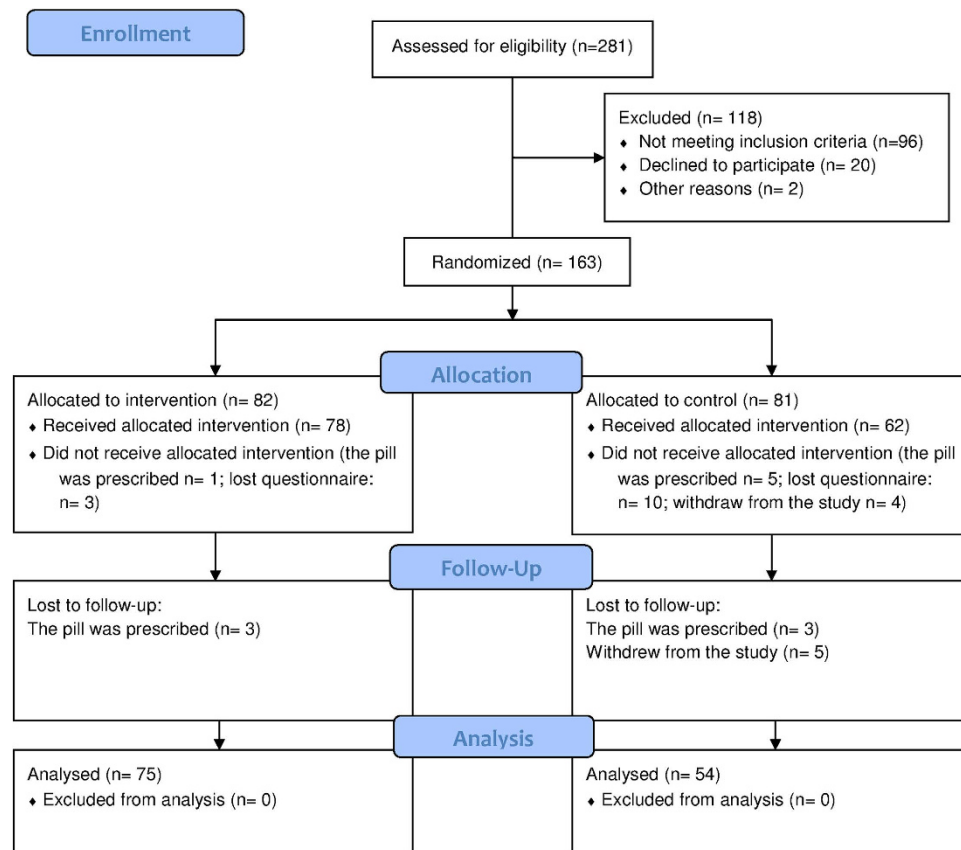 Enrollment
Assessed for eligibility (n=281)
Excluded (n= 118)
♦ Not meeting inclusion criteria (n=96)
♦ Declined to participate (n= 20)
♦ Other reasons (n= 2)
Randomized (n= 163)
Allocation
Allocated to intervention (n= 82)
♦ Received allocated intervention (n= 78)
♦ Did not receive allocated intervention (the pill
was prescribed n= 1; lost questionnaire:
n= 3)
Allocated to control (n= 81)
♦ Received allocated intervention (n= 62)
♦ Did not receive allocated intervention (the pill
was prescribed n= 5; lost questionnaire:
n= 10; withdraw from the study n= 4)
Follow-Up
Lost to follow-up:
The pill was prescribed (n= 3)
Lost to follow-up:
The pill was prescribed (n= 3)
Withdrew from the study (n= 5)
Analysis
Analysed (n= 75)
♦ Excluded from analysis (n= 0)
Analysed (n= 54)
♦ Excluded from analysis (n= 0)